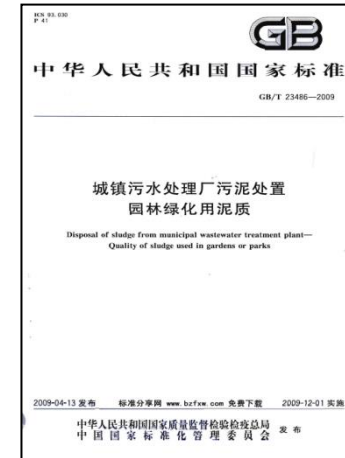 ICS 93.030
P 41
GB
中华人民共和国国家标准
GB/T 23486—2009
城镇污水处理厂污泥处置
园林绿化用泥质
Disposal of sludge from municipal wastewater treatment plant—
Quality of sludge used in gardens or parks
2009-04-13 发布 标准分享网 www.bzfxw.com 免费下载 2009-12-01 实施
中华人民共和国国家质量监督检验检疫总局
中国国家标准化管理委员会 发布